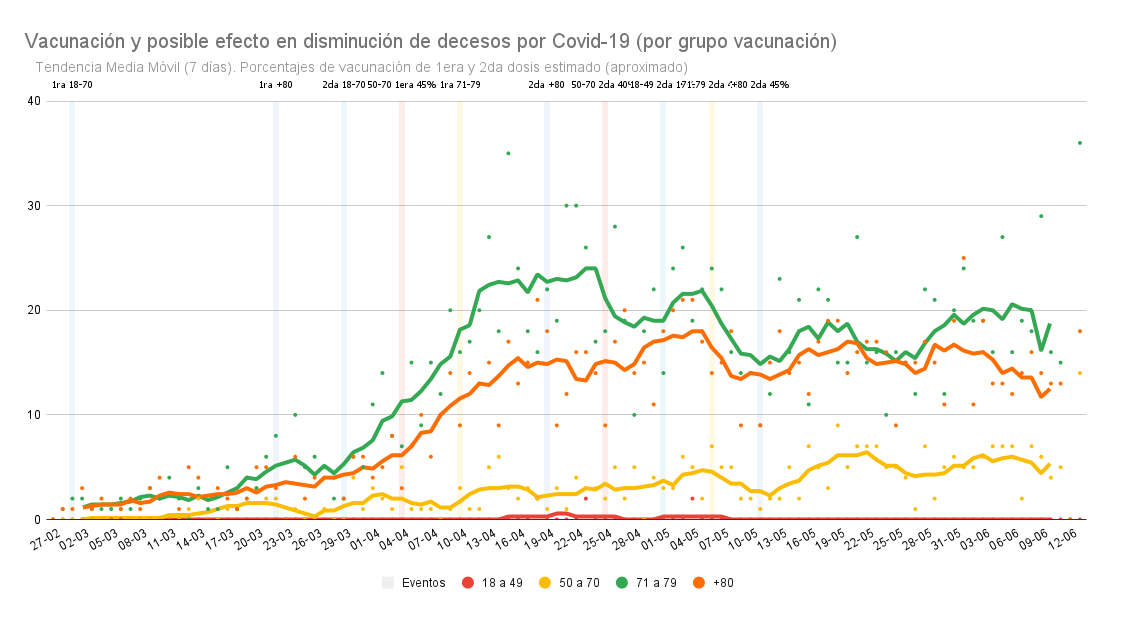 Vacunación y posible efecto en disminución de decesos por Covid-19 (por grupo vacunación)
Tendencia Media Móvil (7 días). Porcentajes de vacunación de 1era y 2da dosis estimado (aproximado)
1ra 18-70 1ra +80 2da 18-70 50-70 1era 45% 1ra 71-79 2da +80 50-70 2da 40% 18-49 2da 71-79 2da +80 2da 45%
40
30
20
10
0
27-02 02-03 05-03 08-03 11-03 14-03 17-03 20-03 23-03 26-03 29-03 01-04 04-04 07-04 10-04 13-04 16-04 19-04 22-04 25-04 28-04 01-05 04-05 07-05 10-05 13-05 16-05 19-05 22-05 25-05 28-05 31-05 03-06 06-06 09-06 12-06
Eventos 18 a 49 50 a 70 71 a 79 +80